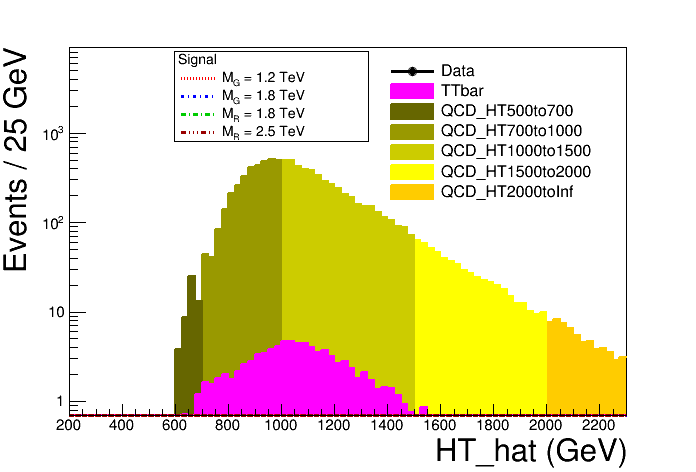 Signal
M_G = 1.2 TeV
M_G = 1.8 TeV
M_R = 1.8 TeV
M_R = 2.5 TeV
Data
TTbar
QCD_HT500to700
QCD_HT700to1000
QCD_HT1000to1500
QCD_HT1500to2000
QCD_HT2000toInf
Events / 25 GeV
10³
10²
10
1
200 400 600 800 1000 1200 1400 1600 1800 2000 2200
HT_hat (GeV)